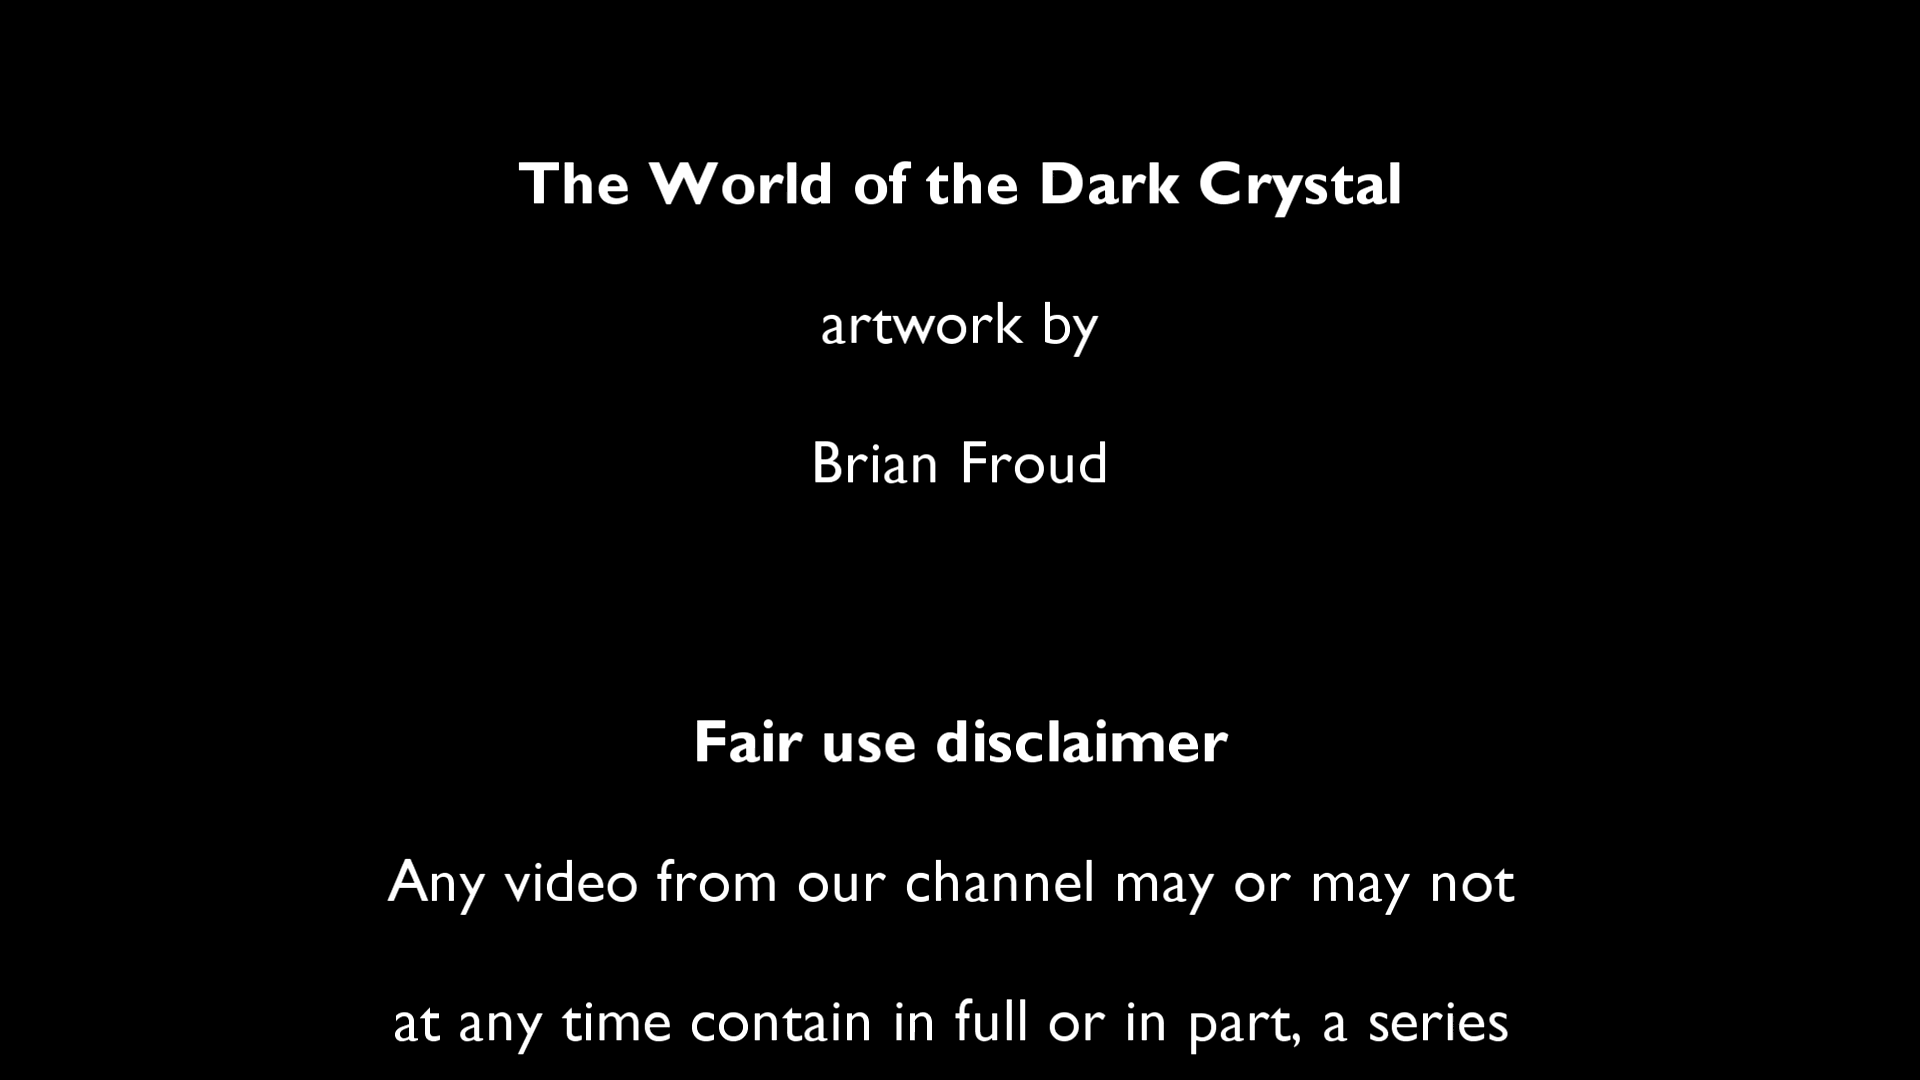 The World of the Dark Crystal
artwork by
Brian Froud
Fair use disclaimer
Any video from our channel may or may not
at any time contain in full or in part, a series